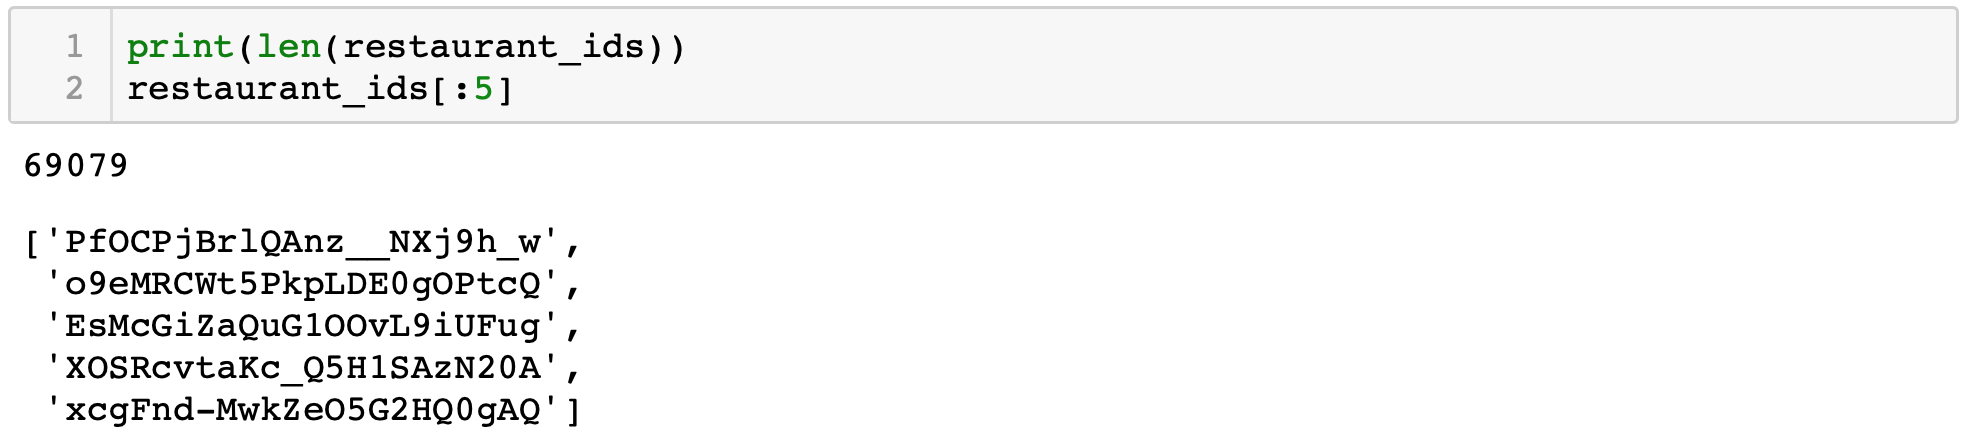 1 print(len(restaurant_ids))
2 restaurant_ids[:5]
69079
['PfOCPjBrlQAnz__NXj9h_w',
'o9eMRCWt5PkpLDE0gOPtcQ',
'EsMcGiZaQuG1OOvL9iUFug',
'XOSRcvtaKc_Q5H1SAzN20A',
'xcgFnd-MwkZeO5G2HQ0gAQ']